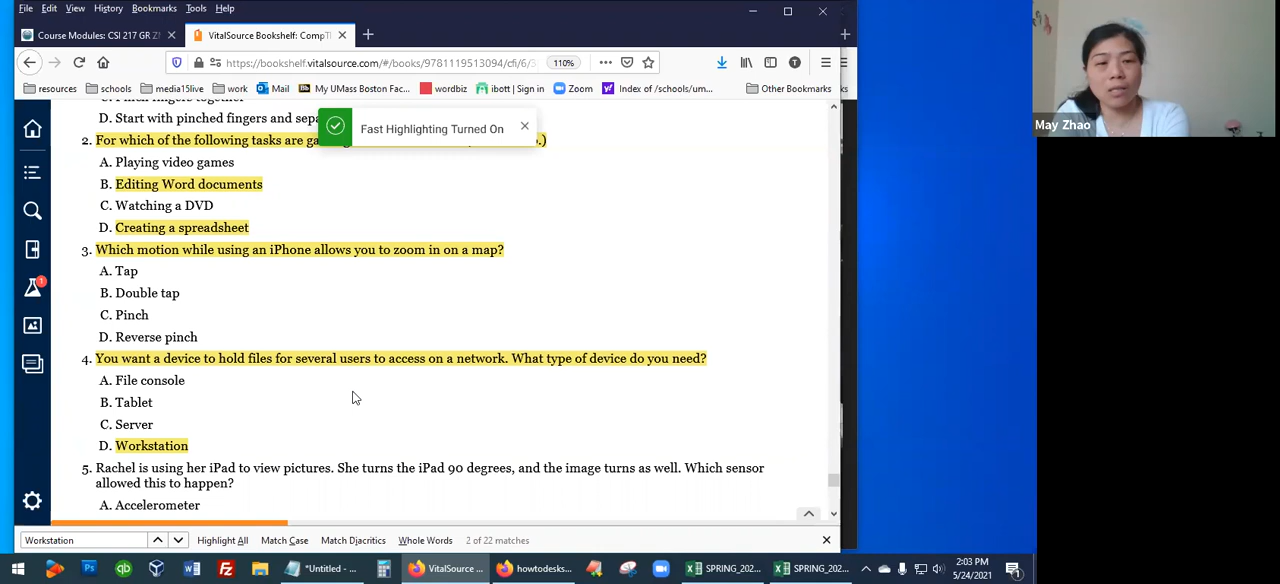 File Edit View History Bookmarks Tools Help
Course Modules: CSI 217 GR
VitalSource Bookshelf: CompTI
https://bookshelf.vitalsource.com/#/books/9781119513094/cfi/6/3
110%
resources schools media15live work Mail My UMass Boston Fac... wordbiz ibott | Sign in Zoom Index of /schools/um... Other Bookmarks
D. Start with pinched fingers and
Fast Highlighting Turned On
2. For which of the following tasks are
A. Playing video games
B. Editing Word documents
C. Watching a DVD
D. Creating a spreadsheet
3. Which motion while using an iPhone allows you to zoom in on a map?
A. Tap
B. Double tap
C. Pinch
D. Reverse pinch
4. You want a device to hold files for several users to access on a network. What type of device do you need?
A. File console
B. Tablet
C. Server
D. Workstation
5. Rachel is using her iPad to view pictures. She turns the iPad 90 degrees, and the image turns as well. Which sensor
allowed this to happen?
A. Accelerometer
Workstation Highlight All Match Case Match Diacritics Whole Words 2 of 22 matches
*Untitled - VitalSource ... howtodesks... SPRING_202... SPRING_202...
2:03 PM
5/24/2021
May Zhao